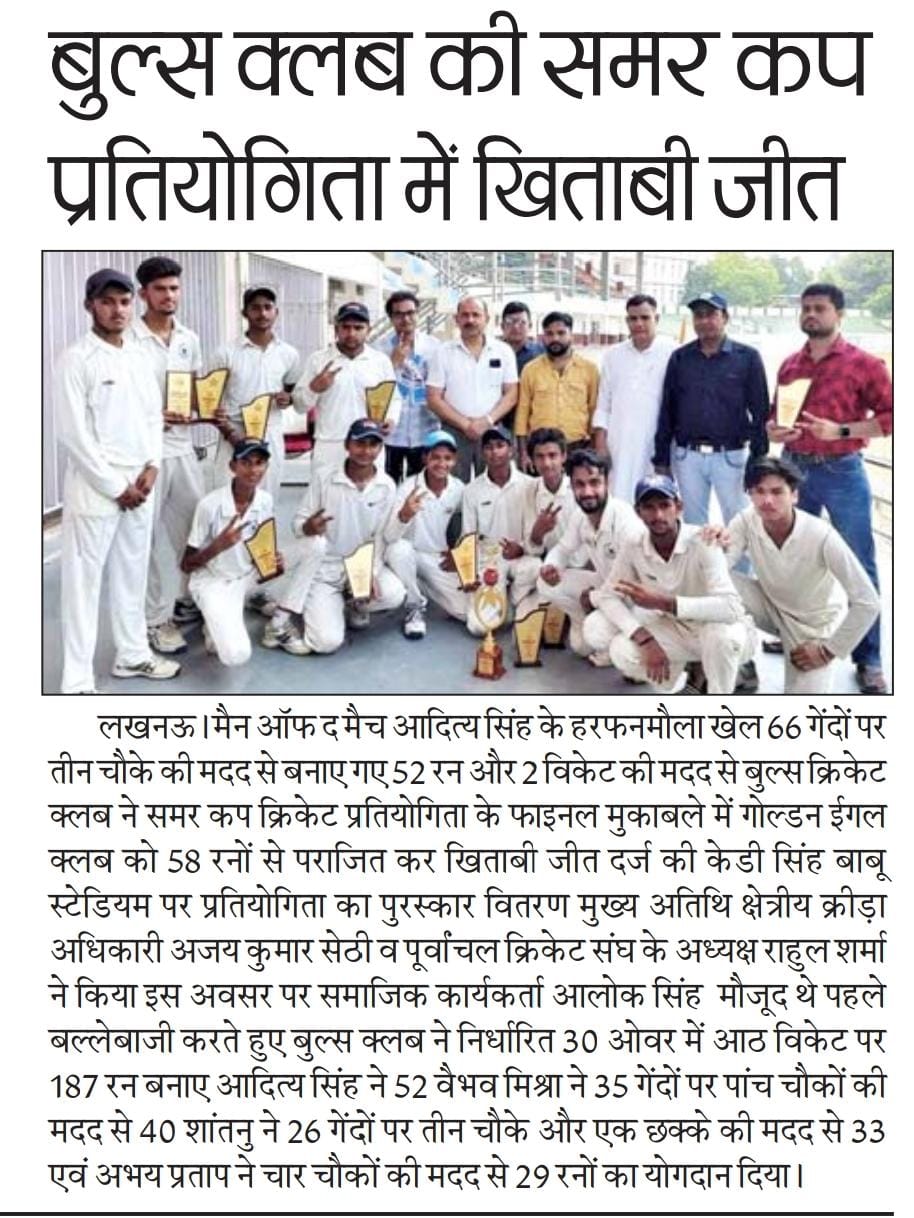 बुल्स क्लब की समर कप
प्रतियोगिता में खिताबी जीत
लखनऊ।मैन ऑफ द मैच आदित्य सिंह के हरफनमौला खेल 66 गेंदों पर
तीन चौके की मदद से बनाए गए 52 रन और 2 विकेट की मदद से बुल्स क्रिकेट
क्लब ने समर कप क्रिकेट प्रतियोगिता के फाइनल मुकाबले में गोल्डन ईगल
क्लब को 58 रनों से पराजित कर खिताबी जीत दर्ज की केडी सिंह बाबू
स्टेडियम पर प्रतियोगिता का पुरस्कार वितरण मुख्य अतिथि क्षेत्रीय क्रीड़ा
अधिकारी अजय कुमार सेठी व पूर्वांचल क्रिकेट संघ के अध्यक्ष राहुल शर्मा
ने किया इस अवसर पर समाजिक कार्यकर्ता आलोक सिंह मौजूद थे पहले
बल्लेबाजी करते हुए बुल्स क्लब ने निर्धारित 30 ओवर में आठ विकेट पर
187 रन बनाए आदित्य सिंह ने 52 वैभव मिश्रा ने 35 गेंदों पर पांच चौकों की
मदद से 40 शांतनु ने 26 गेंदों पर तीन चौके और एक छक्के की मदद से 33
एवं अभय प्रताप ने चार चौकों की मदद से 29 रनों का योगदान दिया।